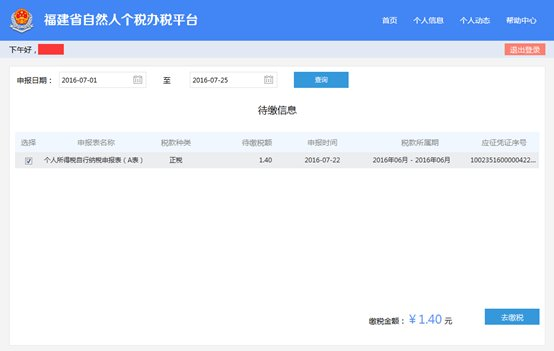 福建省自然人个税办税平台
首页 个人信息 个人动态 帮助中心
下午好，
退出登录
申报日期： 2016-07-01 至 2016-07-25 查询
待缴信息
选择 申报表名称 税款种类 待缴税额 申报时间 税款所属期 应征凭证序号
个人所得税自行纳税申报表（A表） 正税 1.40 2016-07-22 2016年06月 - 2016年06月 1002351600000422...
缴税金额：¥ 1.40 元 去缴税